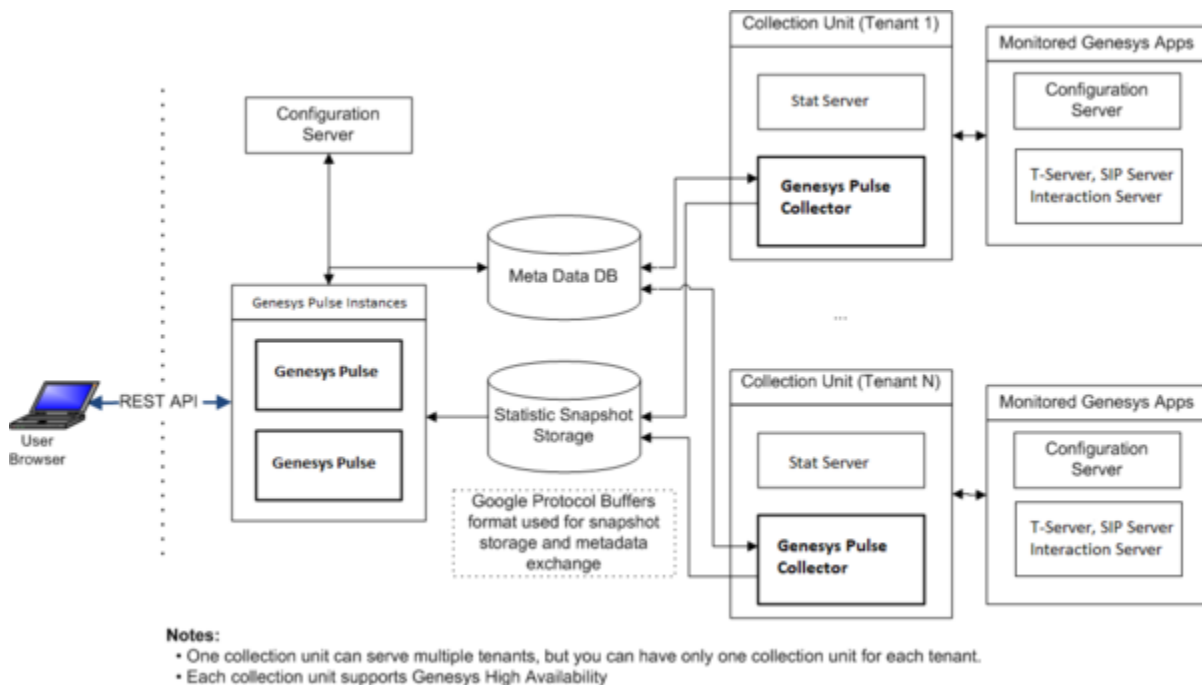 Collection Unit (Tenant 1)
Monitored Genesys Apps
Stat Server
Configuration
Server
Configuration
Server
Genesys Pulse
Collector
T-Server, SIP Server
Interaction Server
Meta Data DB
Genesys Pulse Instances
...
Genesys Pulse
Collection Unit (Tenant N)
Monitored Genesys Apps
REST API
Statistic Snapshot
Storage
User
Browser
Genesys Pulse
Stat Server
Configuration
Server
Google Protocol Buffers
format used for snapshot
storage and metadata
exchange
Genesys Pulse
Collector
T-Server, SIP Server
Interaction Server
Notes:
• One collection unit can serve multiple tenants, but you can have only one collection unit for each tenant.
• Each collection unit supports Genesys High Availability